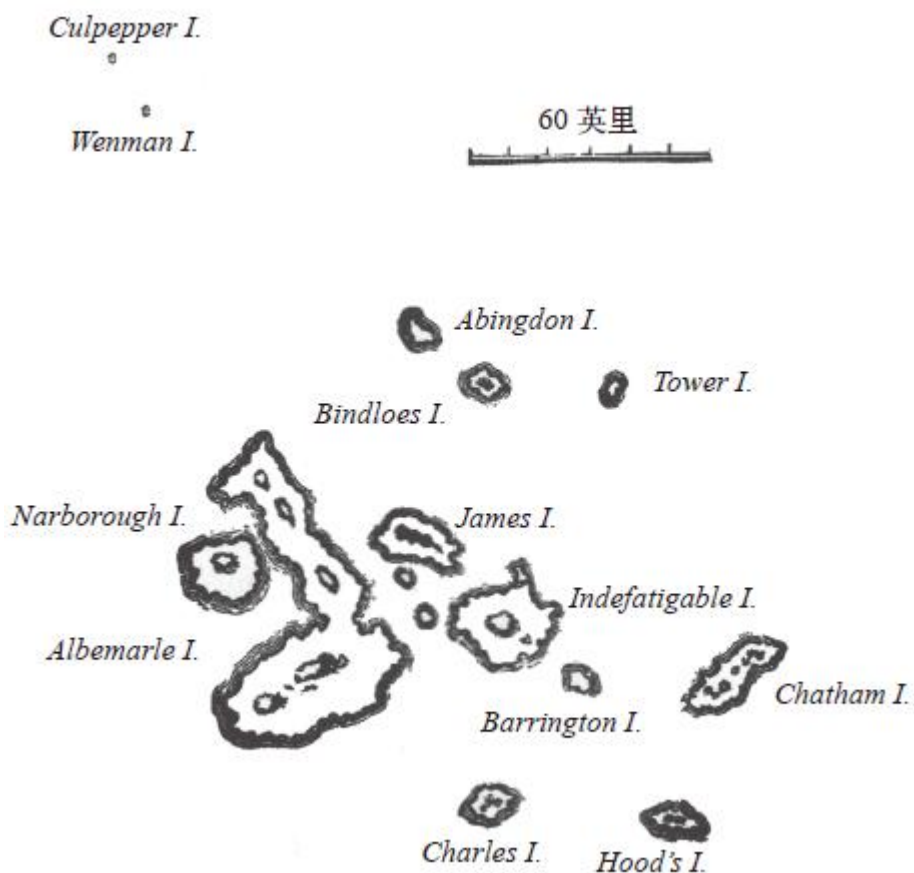 Culpepper I.
Wenman I.
60 英里
Abingdon I.
Tower I.
Bindloes I.
Narborough I.
James I.
Indefatigable I.
Albemarle I.
Chatham I.
Barrington I.
Charles I.
Hood's I.